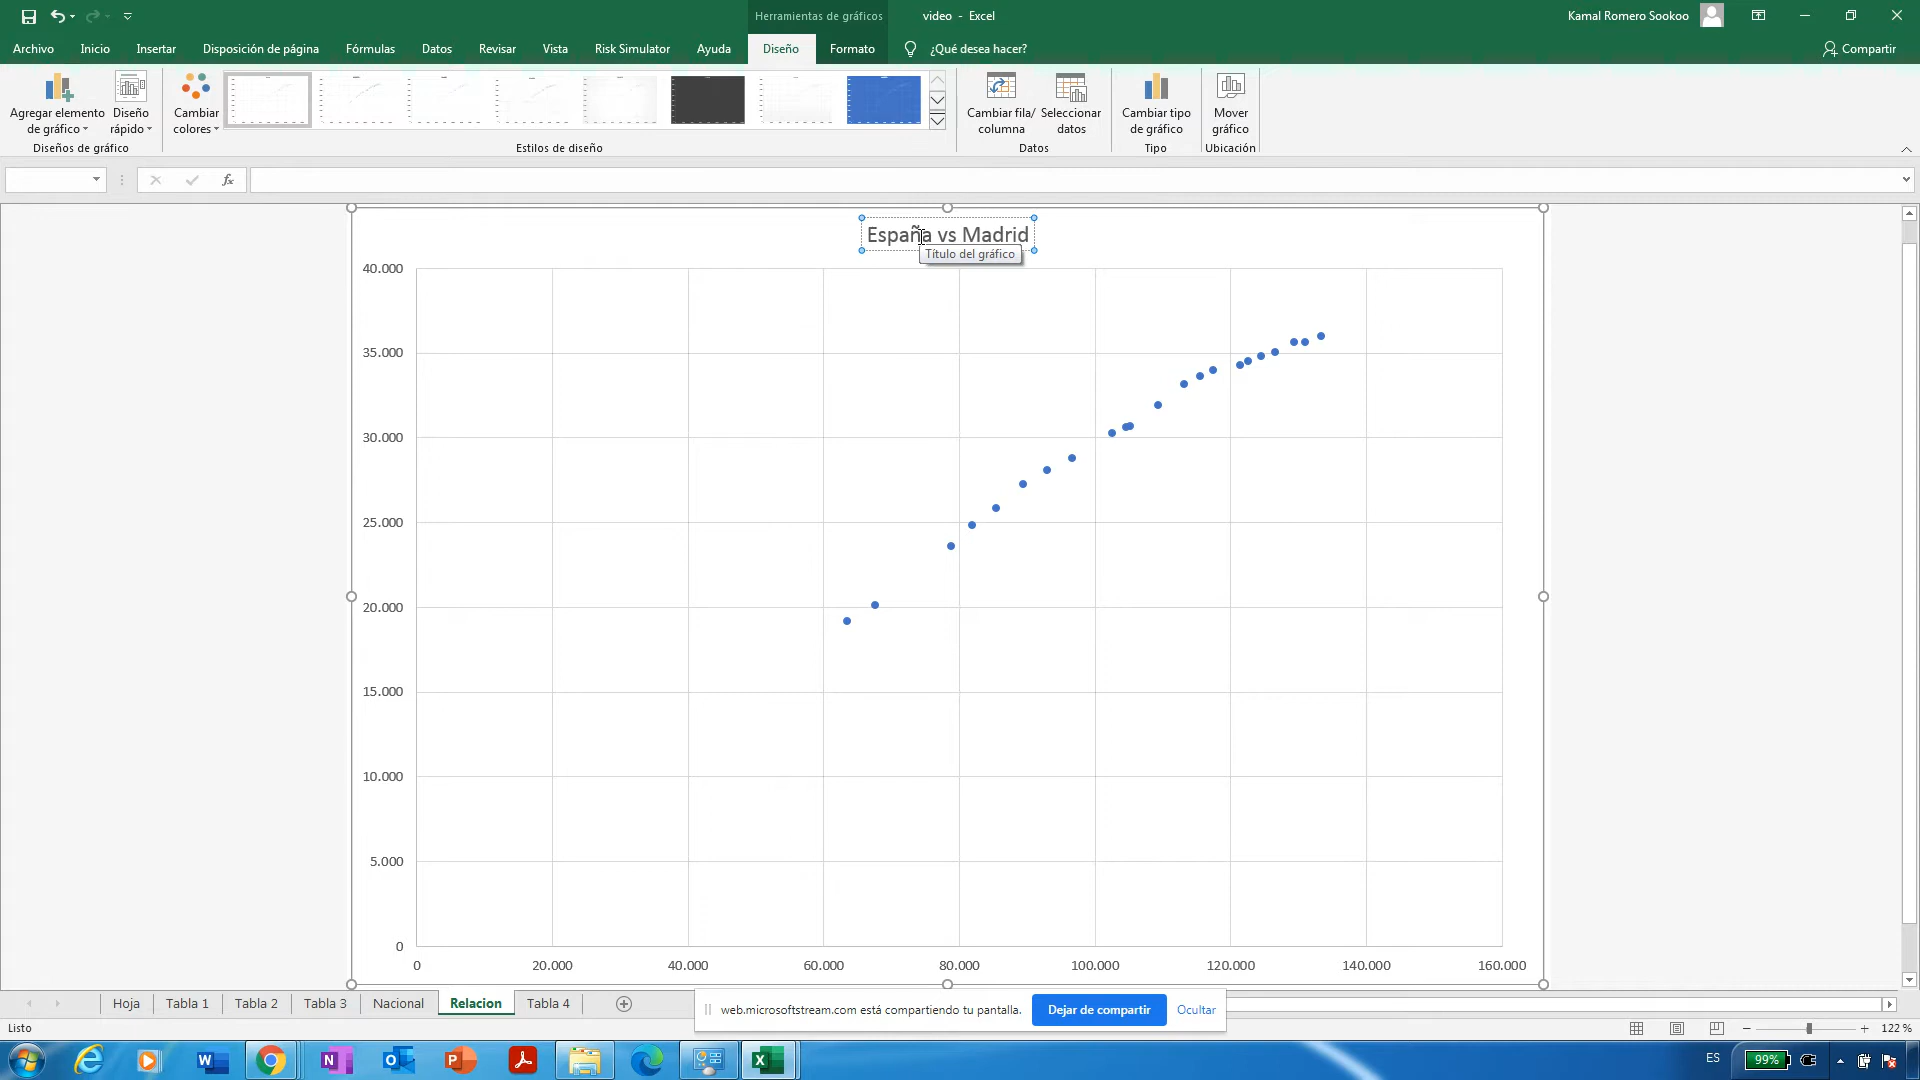 Herramientas de gráficos
video - Excel
Kamal Romero Sookoo
Archivo
Inicio
Insertar
Disposición de página
Fórmulas
Datos
Revisar
Vista
Risk Simulator
Ayuda
Diseño
Formato
¿Qué desea hacer?
Compartir
Agregar elemento
de gráfico
Diseño
rápido
Cambiar
colores
Cambiar fila/
columna
Seleccionar
datos
Cambiar tipo
de gráfico
Mover
gráfico
Diseños de gráfico
Estilos de diseño
Datos
Tipo
Ubicación
fx
España vs Madrid
Título del gráfico
40.000
35.000
30.000
25.000
20.000
15.000
10.000
5.000
0
0
20.000
40.000
60.000
80.000
100.000
120.000
140.000
160.000
Hoja
Tabla 1
Tabla 2
Tabla 3
Nacional
Relacion
Tabla 4
web.microsoftstream.com está compartiendo tu pantalla.
Dejar de compartir
Ocultar
Listo
122 %
ES
99%